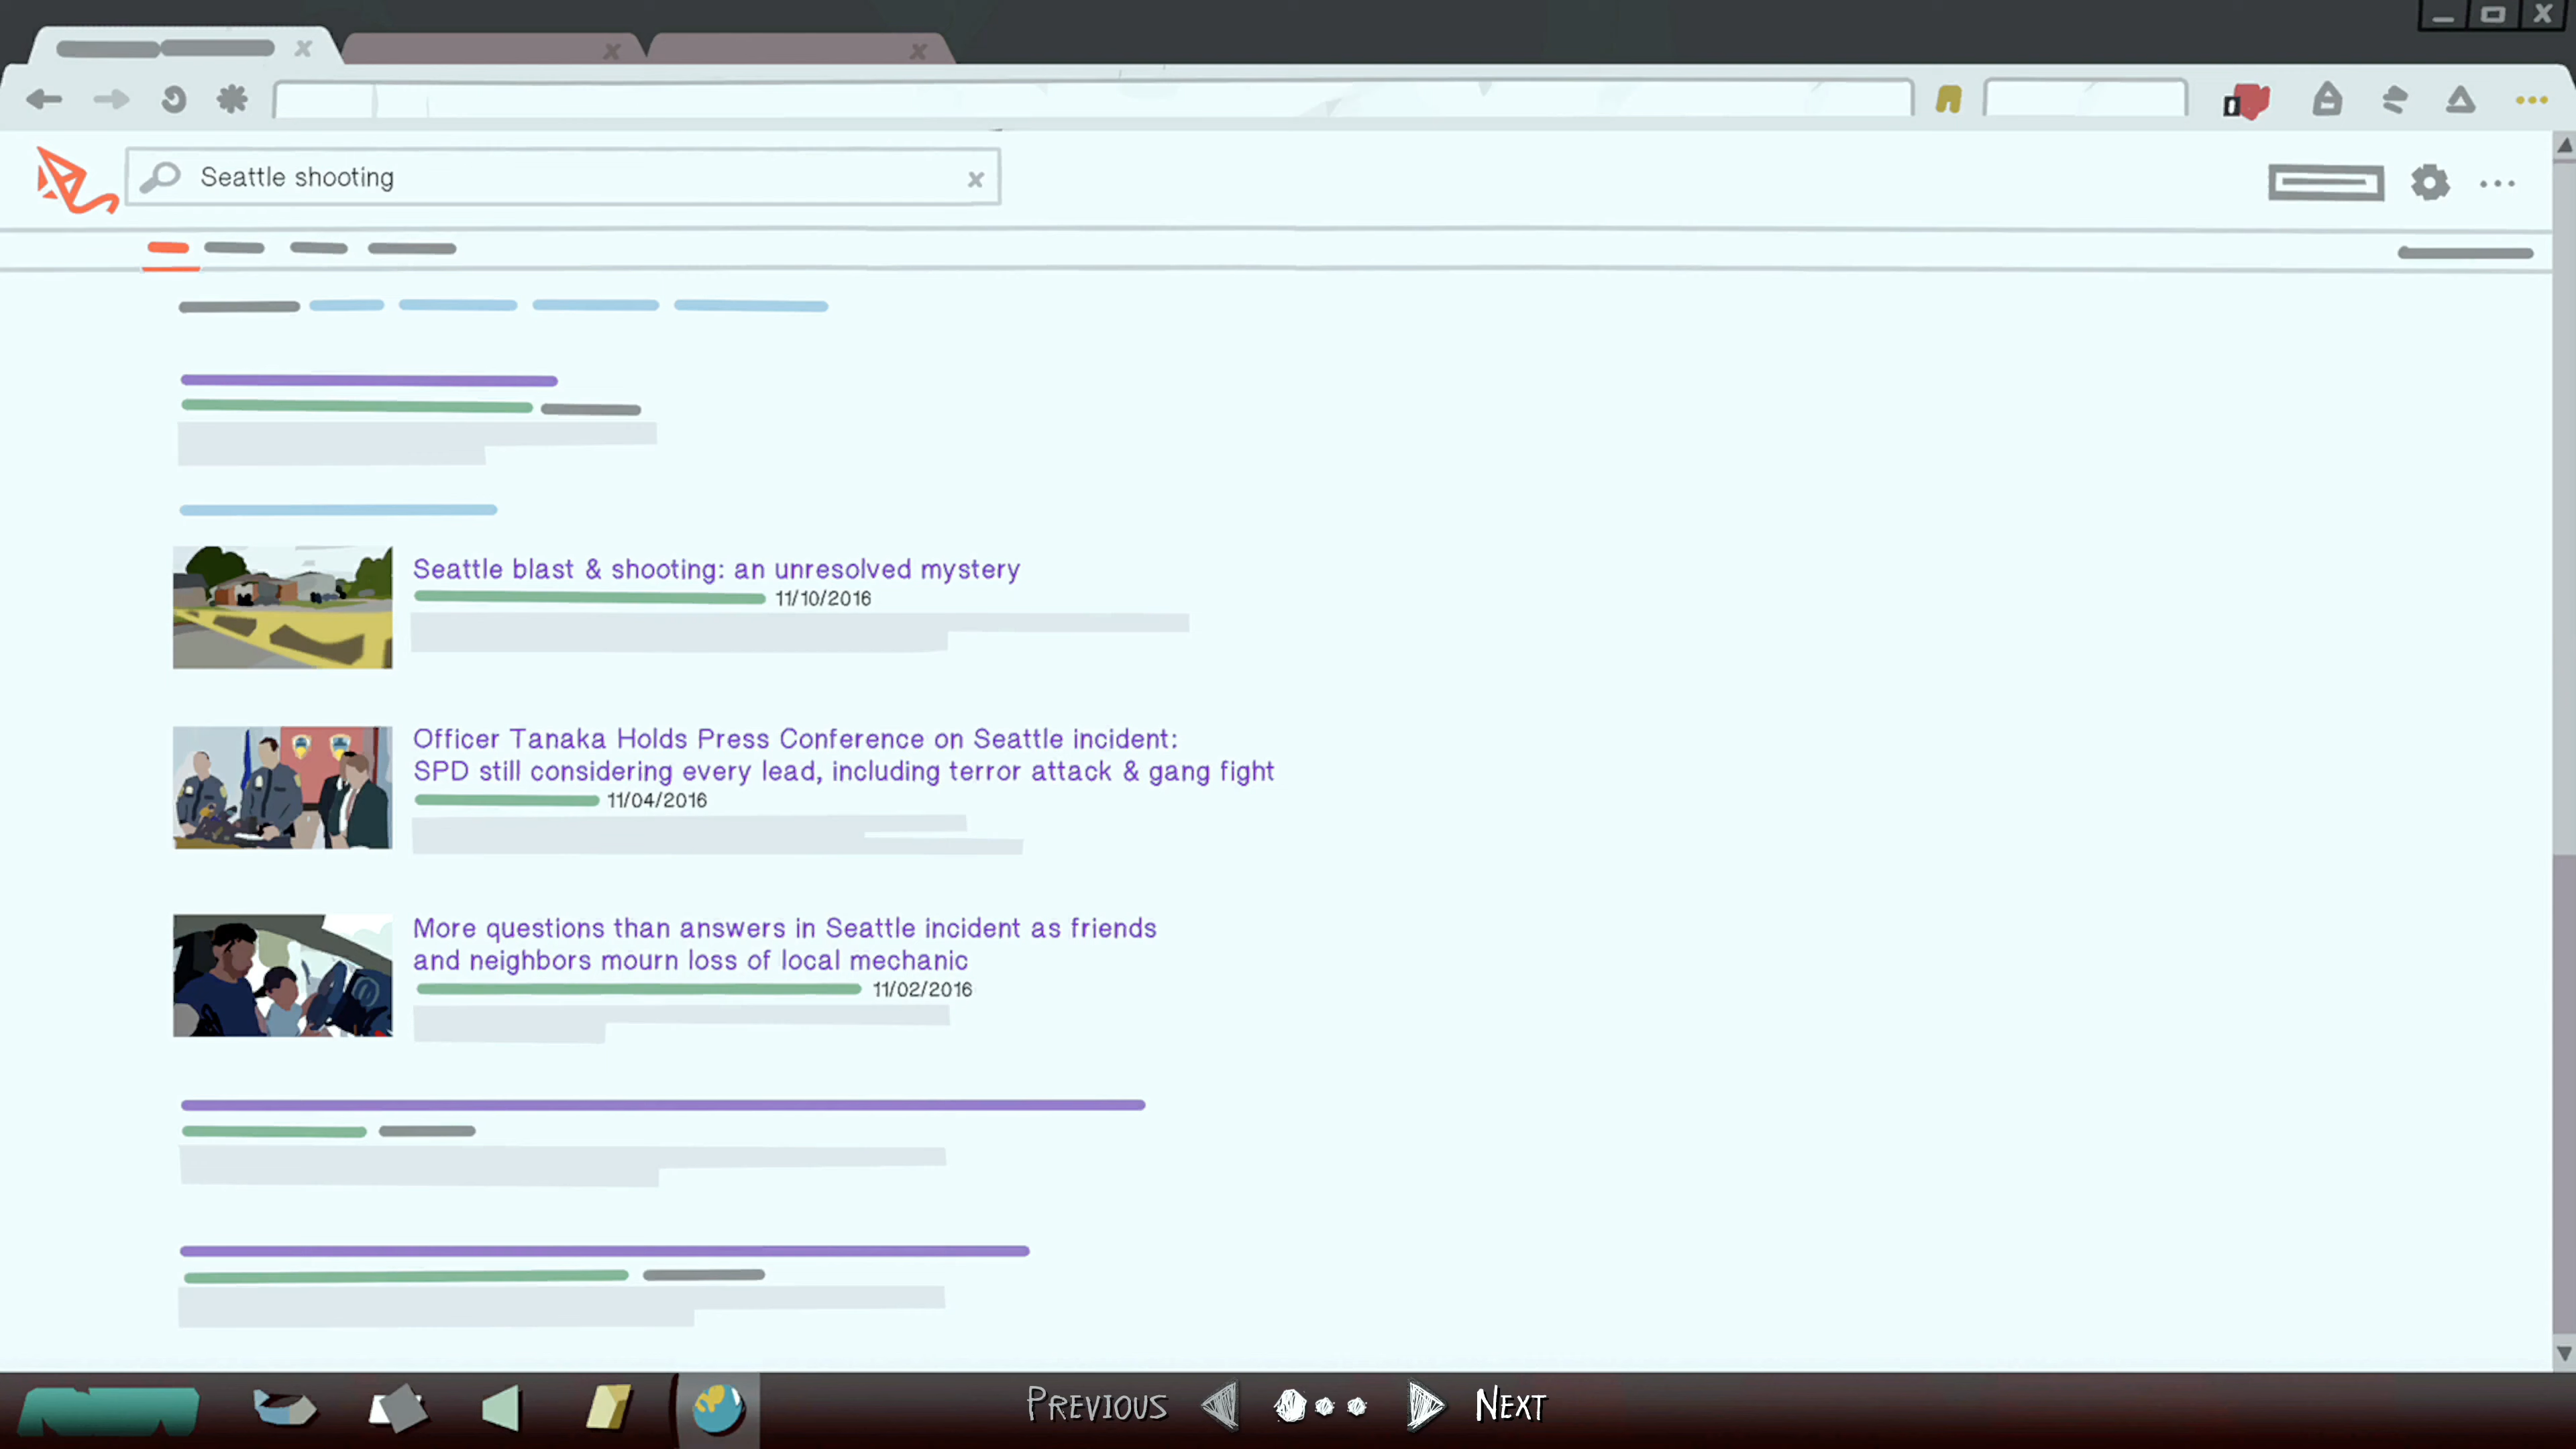 Seattle shooting
Seattle blast & shooting: an unresolved mystery
11/10/2016
Officer Tanaka Holds Press Conference on Seattle incident:
SPD still considering every lead, including terror attack & gang fight
11/04/2016
More questions than answers in Seattle incident as friends
and neighbors mourn loss of local mechanic
11/02/2016
PREVIOUS
NEXT